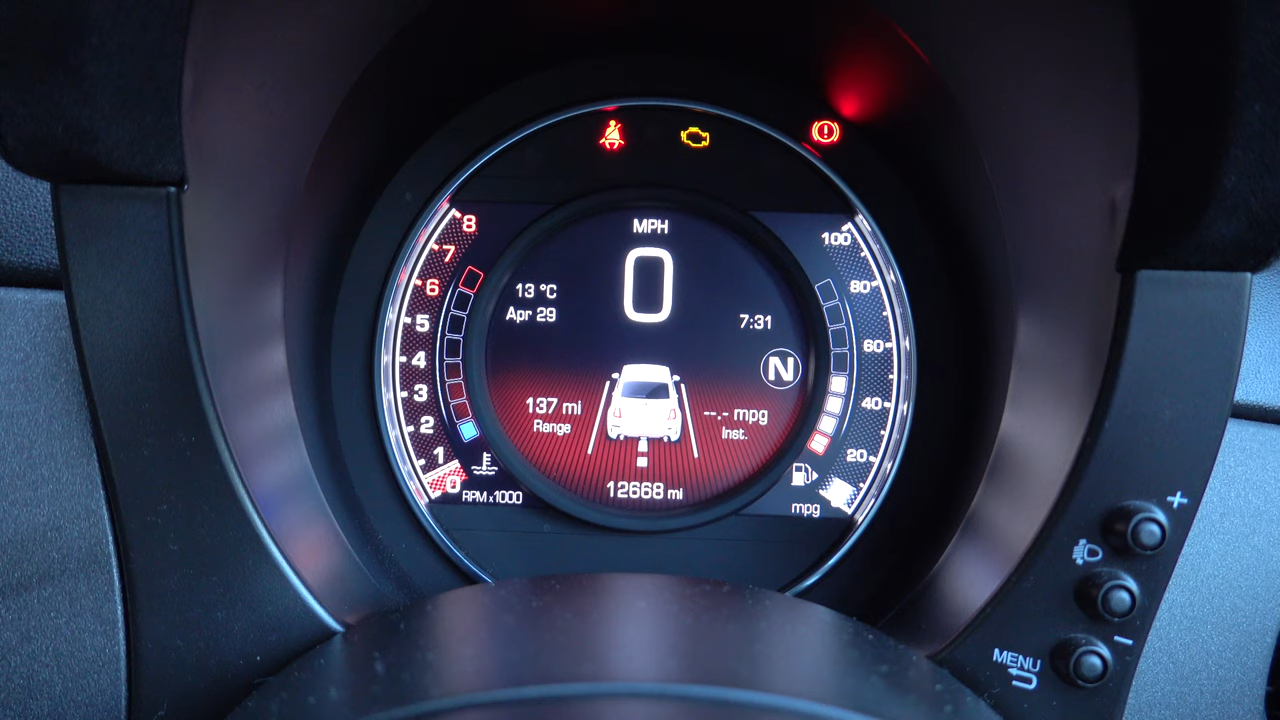 MPH
0
13 °C
Apr 29
7:31
N
137 mi
Range
--.- mpg
Inst.
12668 mi
8
7
6
5
4
3
2
1
0
RPM x1000
100
80
60
40
20
mpg
+
–
MENU